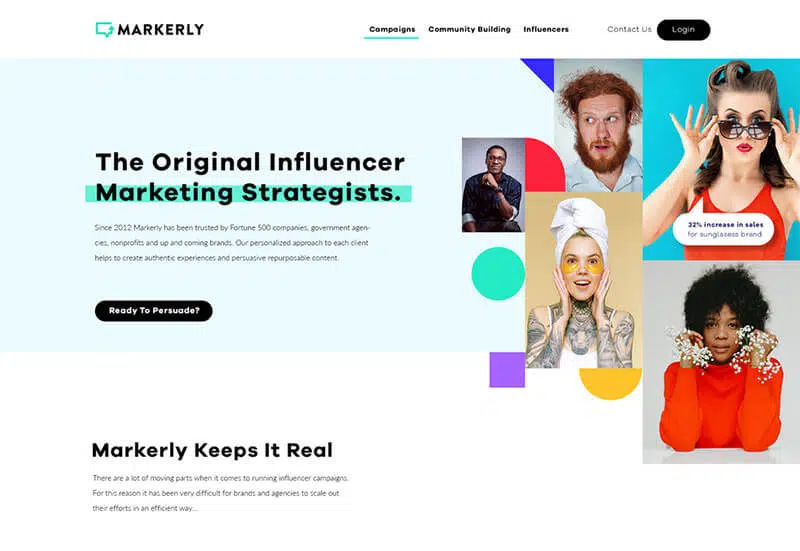 MARKERLY
Campaigns
Community Building
Influencers
Contact Us
Login
The Original Influencer
Marketing Strategists.
Since 2012 Markerly has been trusted by Fortune 500 companies, government agen-
cies, nonprofits and up and coming brands. Our personalized approach to each client
helps to create authentic experiences and persuasive repurposable content.
Ready To Persuade?
32% increase in sales
for sunglasess brand
Markerly Keeps It Real
There are a lot of moving parts when it comes to running influencer campaigns.
For this reason it has been very difficult for brands and agencies to scale out
their efforts in an efficient way...